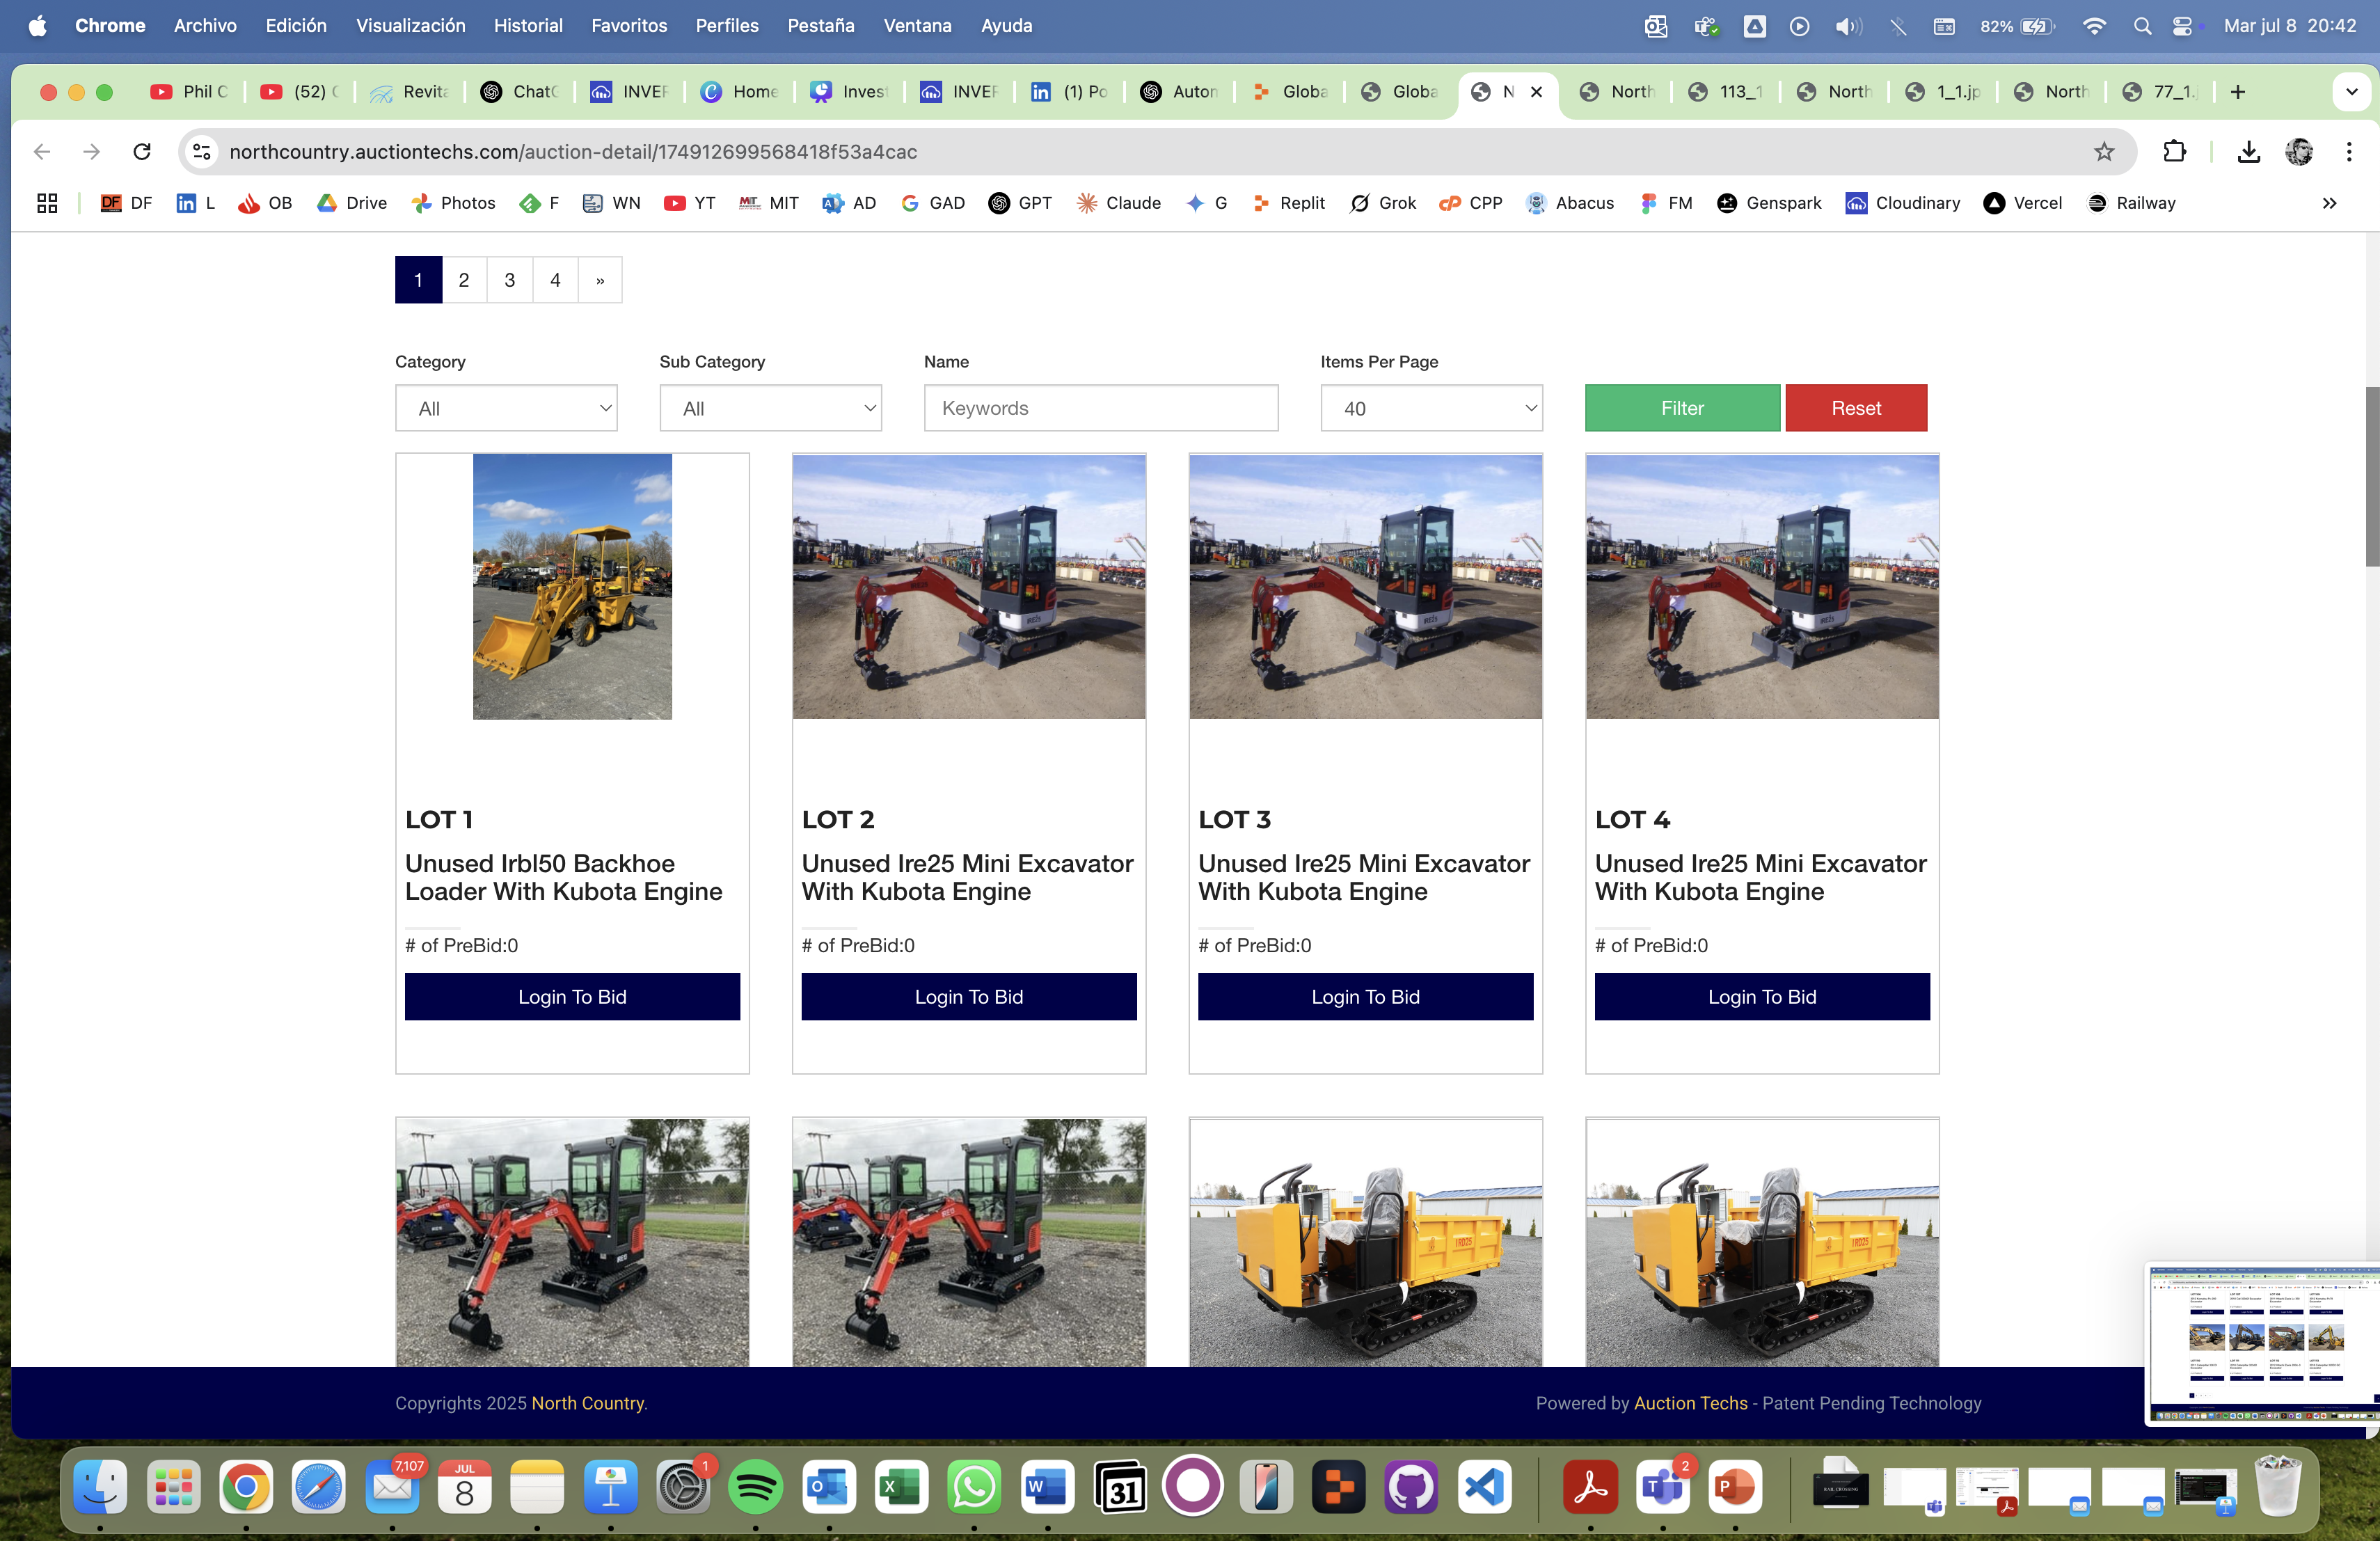 Chrome Archivo Edición Visualización Historial Favoritos Perfiles Pestaña Ventana Ayuda 82% Mar jul 8 20:42
Phil C (52) Revita Chat INVER Home Invest INVER (1) Po Auton Globa Globa N North 113_1 North 1_1.jp North 77_1.j
northcountry.auctiontechs.com/auction-detail/174912699568418f53a4cac
DF L OB Drive Photos F WN YT MIT AD GAD GPT Claude G Replit Grok CPP Abacus FM Genspark Cloudinary Vercel Railway »
1 2 3 4 »
Category Sub Category Name Items Per Page
All All Keywords 40 Filter Reset
LOT 1
Unused Irbl50 Backhoe
Loader With Kubota Engine
# of PreBid:0
Login To Bid
LOT 2
Unused Ire25 Mini Excavator
With Kubota Engine
# of PreBid:0
Login To Bid
LOT 3
Unused Ire25 Mini Excavator
With Kubota Engine
# of PreBid:0
Login To Bid
LOT 4
Unused Ire25 Mini Excavator
With Kubota Engine
# of PreBid:0
Login To Bid
IRD25 IRD25
Copyrights 2025 North Country. Powered by Auction Techs - Patent Pending Technology
7,107 JUL 8 1 31 2